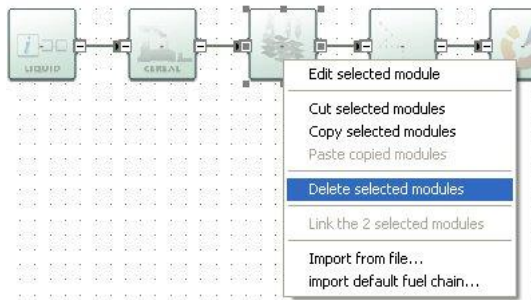 LIQUID
CEREAL
Edit selected module
Cut selected modules
Copy selected modules
Paste copied modules
Delete selected modules
Link the 2 selected modules
Import from file...
import default fuel chain...